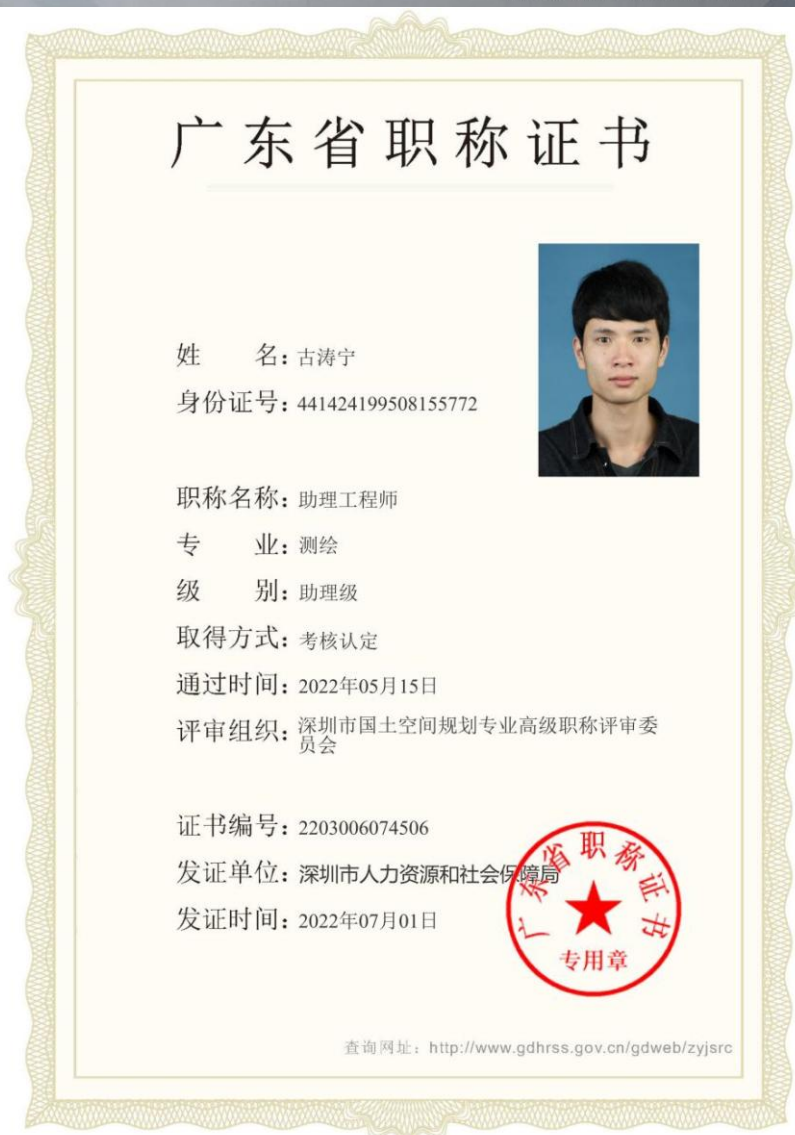 广东省职称证书
姓 名：古涛宁
身份证号：441424199508155772
职称名称：助理工程师
专 业：测绘
级 别：助理级
取得方式：考核认定
通过时间：2022年05月15日
评审组织：深圳市国土空间规划专业高级职称评审委
员会
证书编号：2203006074506
发证单位：深圳市人力资源和社会保障局
发证时间：2022年07月01日
广东省职称证书
专用章
查询网址：http://www.gdhrss.gov.cn/gdweb/zyjsrc